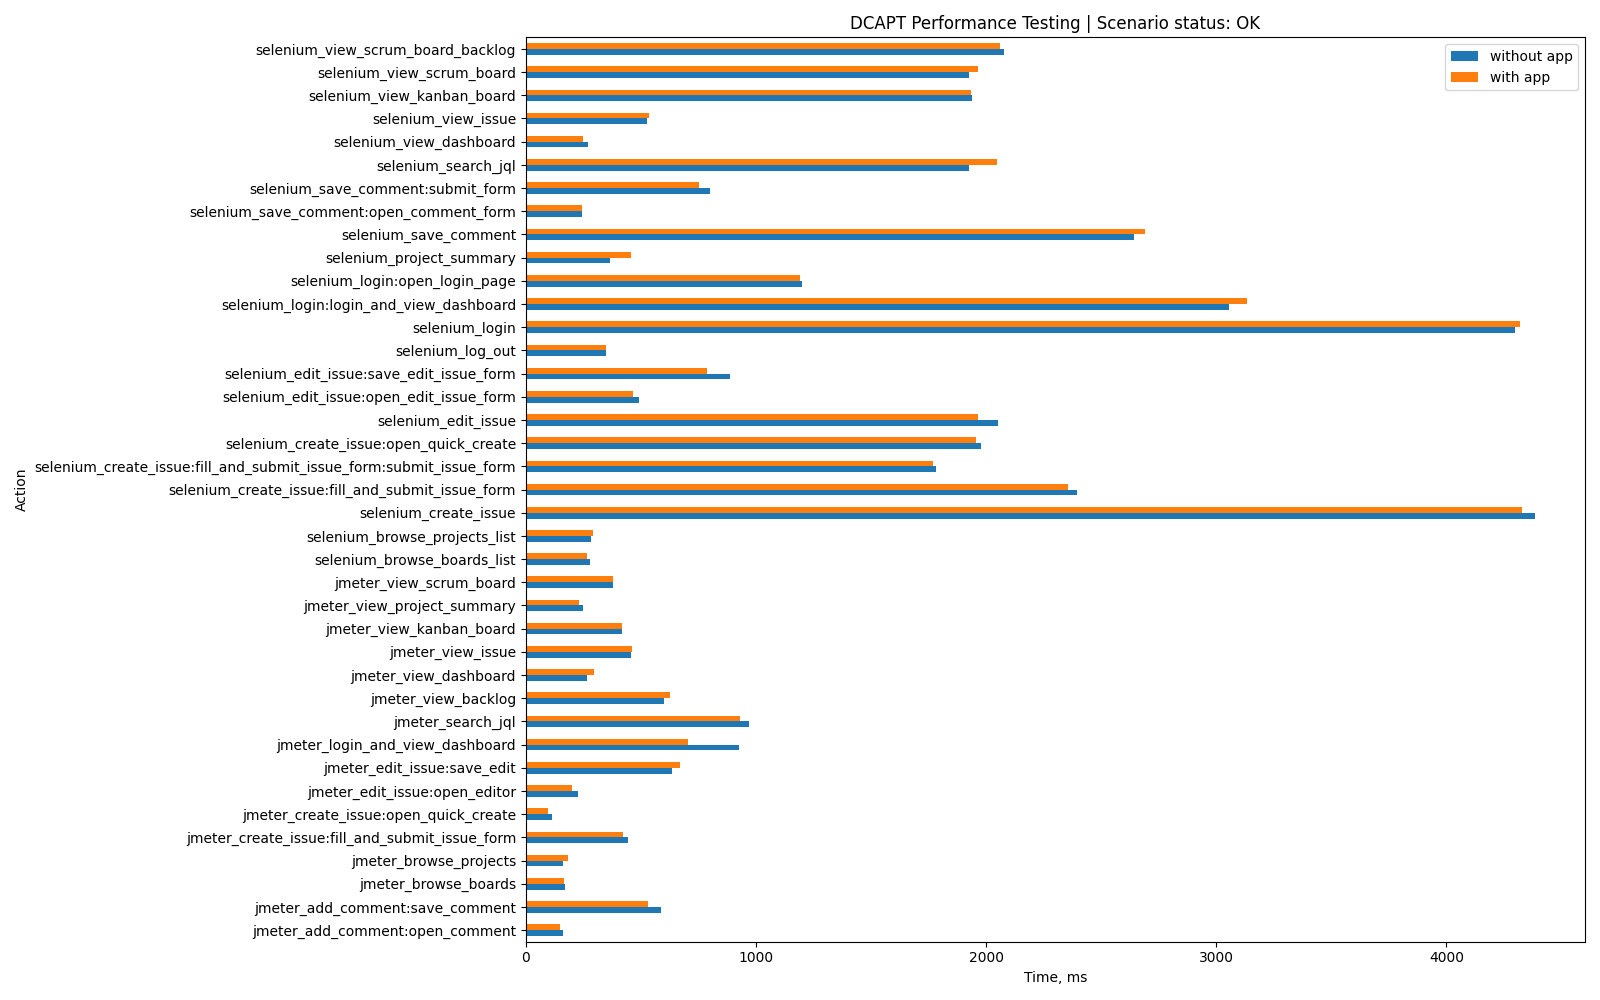 DCAPT Performance Testing | Scenario status: OK
without app
with app
selenium_view_scrum_board_backlog
selenium_view_scrum_board
selenium_view_kanban_board
selenium_view_issue
selenium_view_dashboard
selenium_search_jql
selenium_save_comment:submit_form
selenium_save_comment:open_comment_form
selenium_save_comment
selenium_project_summary
selenium_login:open_login_page
selenium_login:login_and_view_dashboard
selenium_login
selenium_log_out
selenium_edit_issue:save_edit_issue_form
selenium_edit_issue:open_edit_issue_form
selenium_edit_issue
selenium_create_issue:open_quick_create
selenium_create_issue:fill_and_submit_issue_form:submit_issue_form
selenium_create_issue:fill_and_submit_issue_form
selenium_create_issue
selenium_browse_projects_list
selenium_browse_boards_list
jmeter_view_scrum_board
jmeter_view_project_summary
jmeter_view_kanban_board
jmeter_view_issue
jmeter_view_dashboard
jmeter_view_backlog
jmeter_search_jql
jmeter_login_and_view_dashboard
jmeter_edit_issue:save_edit
jmeter_edit_issue:open_editor
jmeter_create_issue:open_quick_create
jmeter_create_issue:fill_and_submit_issue_form
jmeter_browse_projects
jmeter_browse_boards
jmeter_add_comment:save_comment
jmeter_add_comment:open_comment
Action
0 1000 2000 3000 4000
Time, ms